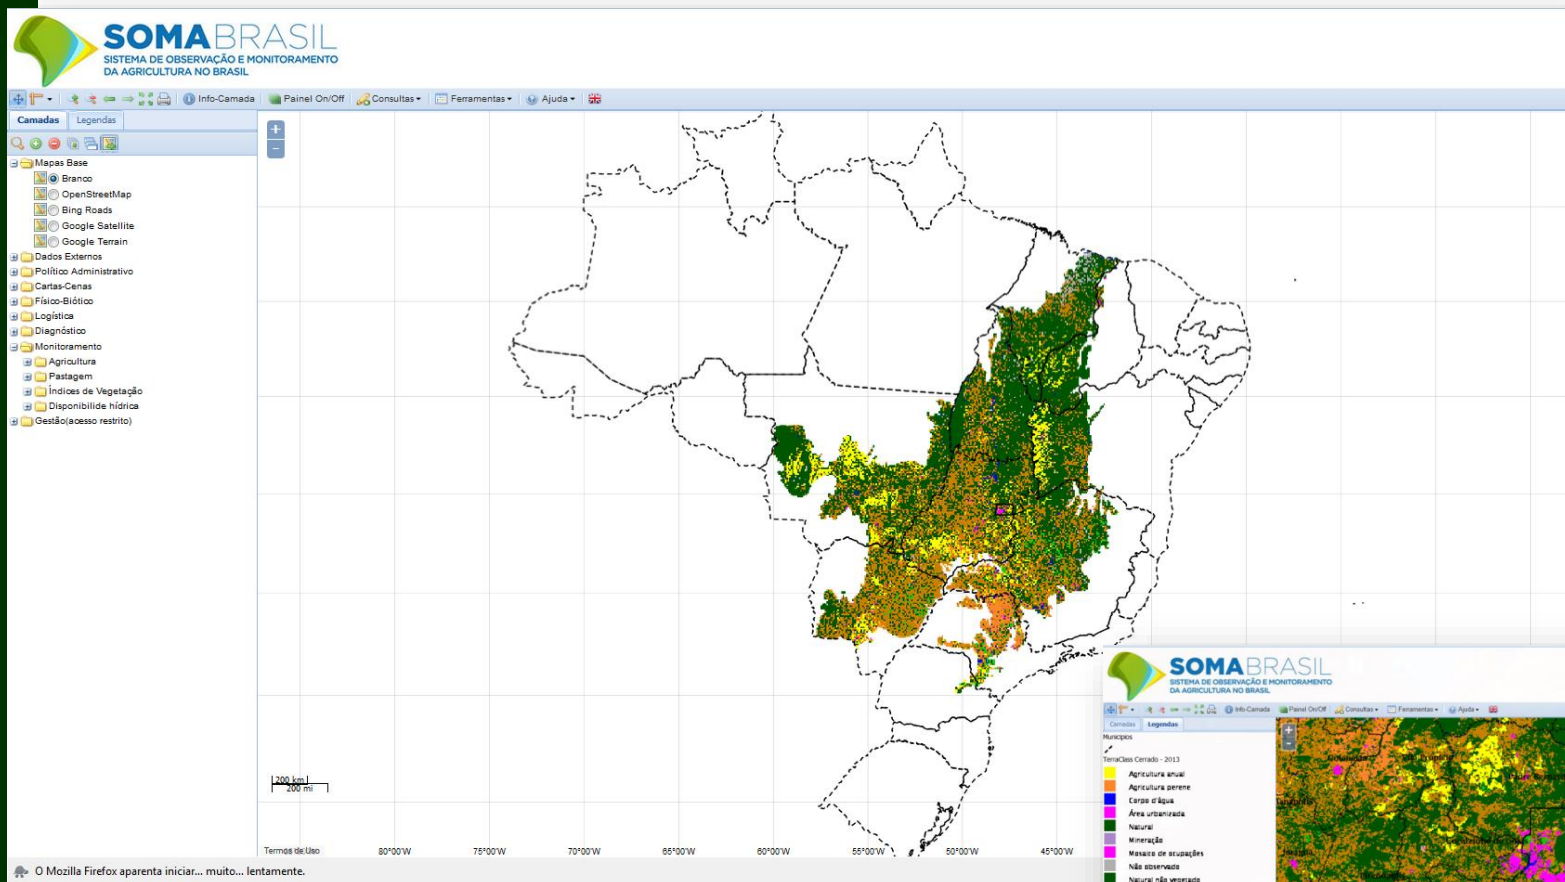 SOMABRASIL
SISTEMA DE OBSERVAÇÃO E MONITORAMENTO
DA AGRICULTURA NO BRASIL
Info-Camada Painel On/Off Consultas Ferramentas Ajuda
Camadas Legendas
Mapas Base
Branco
OpenStreetMap
Bing Roads
Google Satellite
Google Terrain
Dados Externos
Político Administrativo
Cartas-Cenas
Físico-Biótico
Logística
Diagnóstico
Monitoramento
Agricultura
Pastagem
Índices de Vegetação
Disponibilide hídrica
Gestão(acesso restrito)
200 km
200 mi
Termos de Uso
80°00'W 75°00'W 70°00'W 65°00'W 60°00'W 55°00'W 50°00'W 45°00'W
O Mozilla Firefox aparenta iniciar... muito... lentamente.
SOMABRASIL
SISTEMA DE OBSERVAÇÃO E MONITORAMENTO
DA AGRICULTURA NO BRASIL
Info-Camada Painel On/Off Consultas Ferramentas Ajuda
Camadas Legendas
Municípios
TerraClass Cerrado - 2013
Agricultura anual
Agricultura perene
Corpo d'água
Área urbanizada
Natural
Mineração
Mosaico de ocupações
Não observado
Natural não vegetado